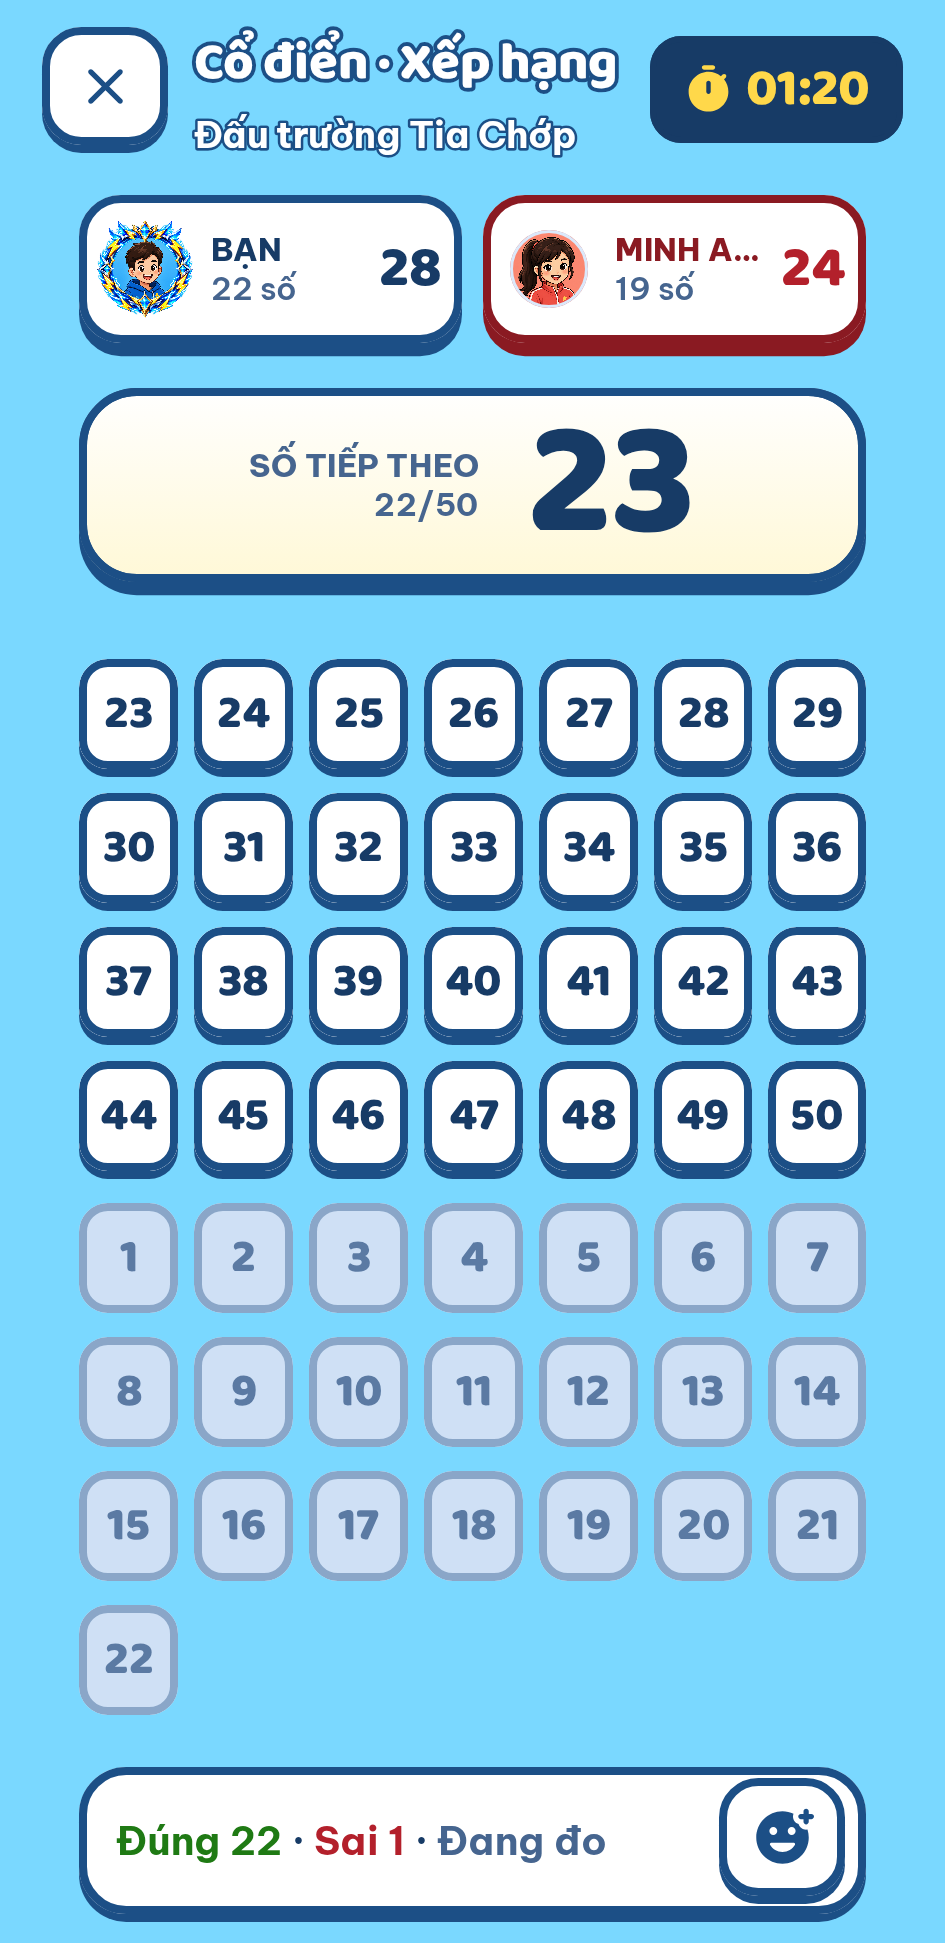 Cổ điển · Xếp hạng
Đấu trường Tia Chớp
01:20
BẠN
22 số
28
MINH A...
19 số
24
SỐ TIẾP THEO
22/50
23
23 24 25 26 27 28 29
30 31 32 33 34 35 36
37 38 39 40 41 42 43
44 45 46 47 48 49 50
1 2 3 4 5 6 7
8 9 10 11 12 13 14
15 16 17 18 19 20 21
22
Đúng 22 · Sai 1 · Đang đo